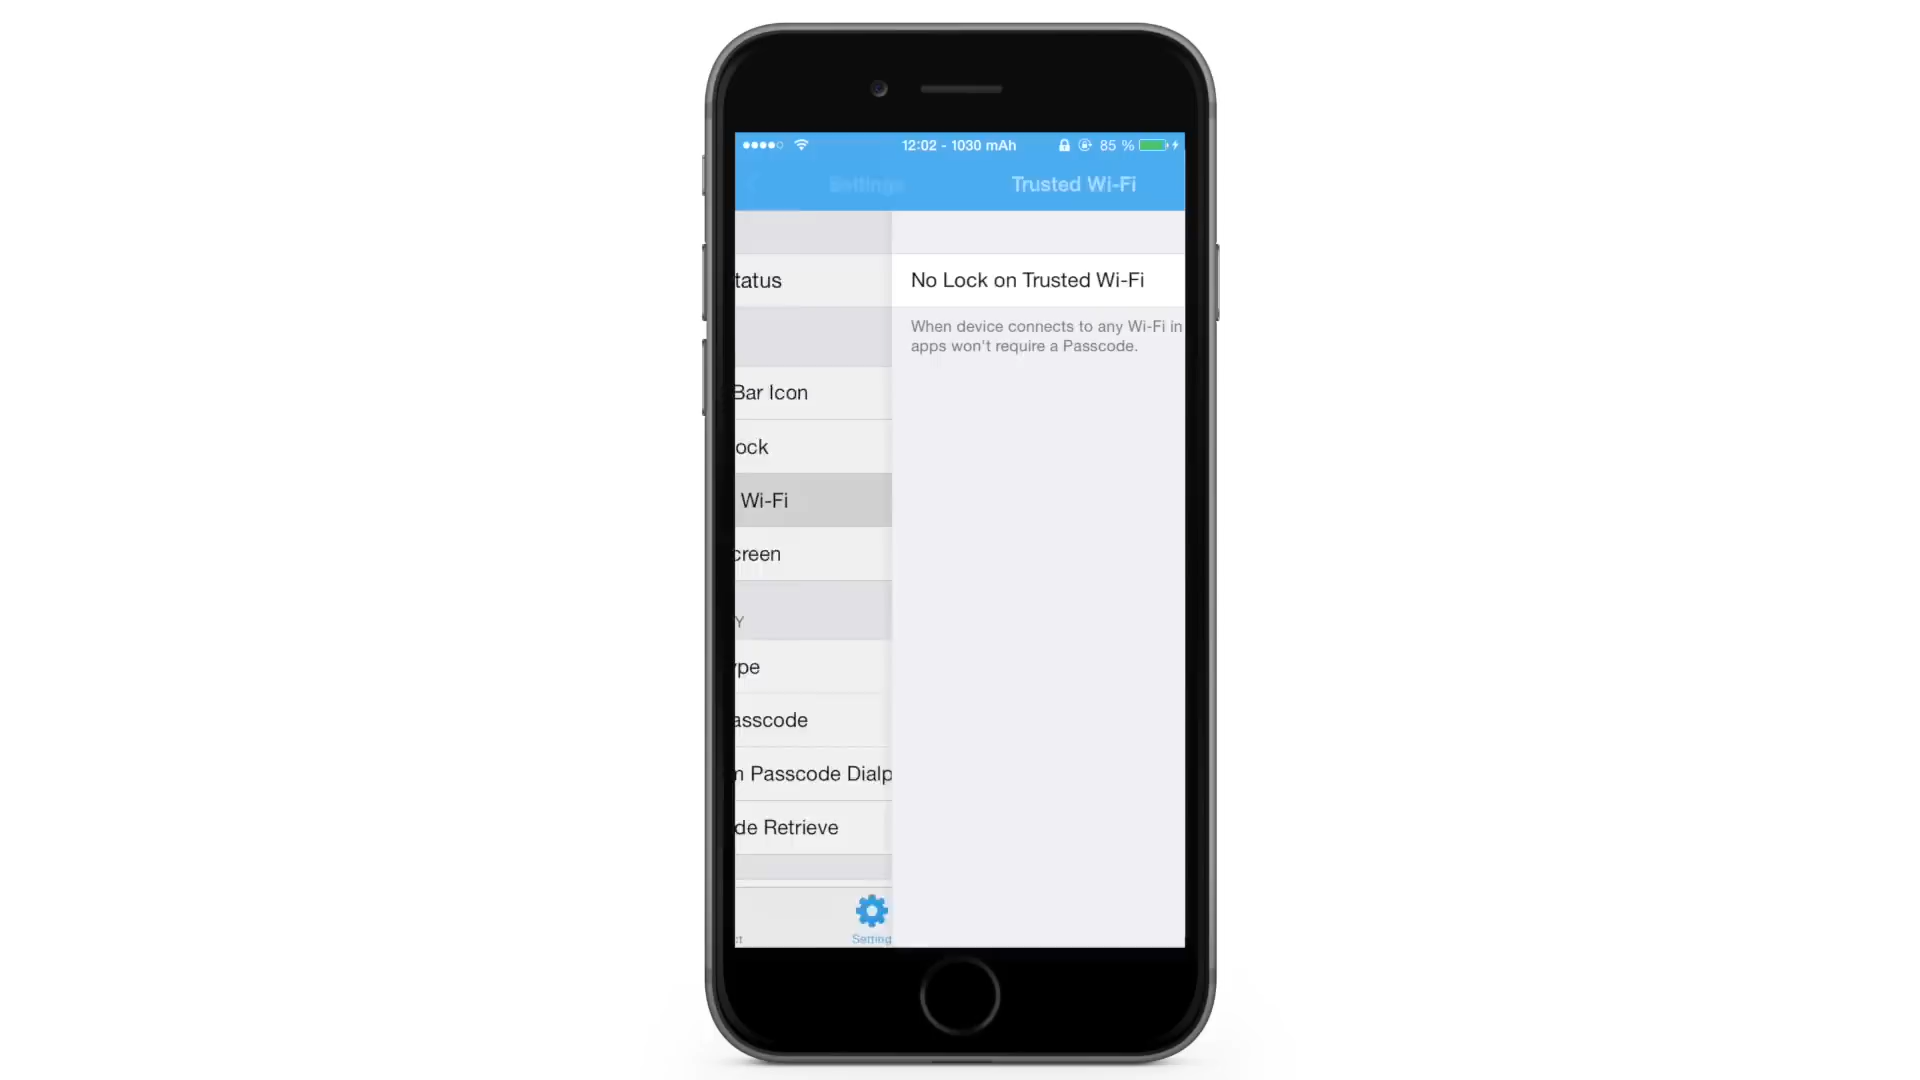 12:02 - 1030 mAh
85 %
Settings
Trusted Wi-Fi
tatus
No Lock on Trusted Wi-Fi
When device connects to any Wi-Fi in
apps won't require a Passcode.
Bar Icon
ock
Wi-Fi
creen
Y
ype
asscode
Passcode Dialp
de Retrieve
Setting